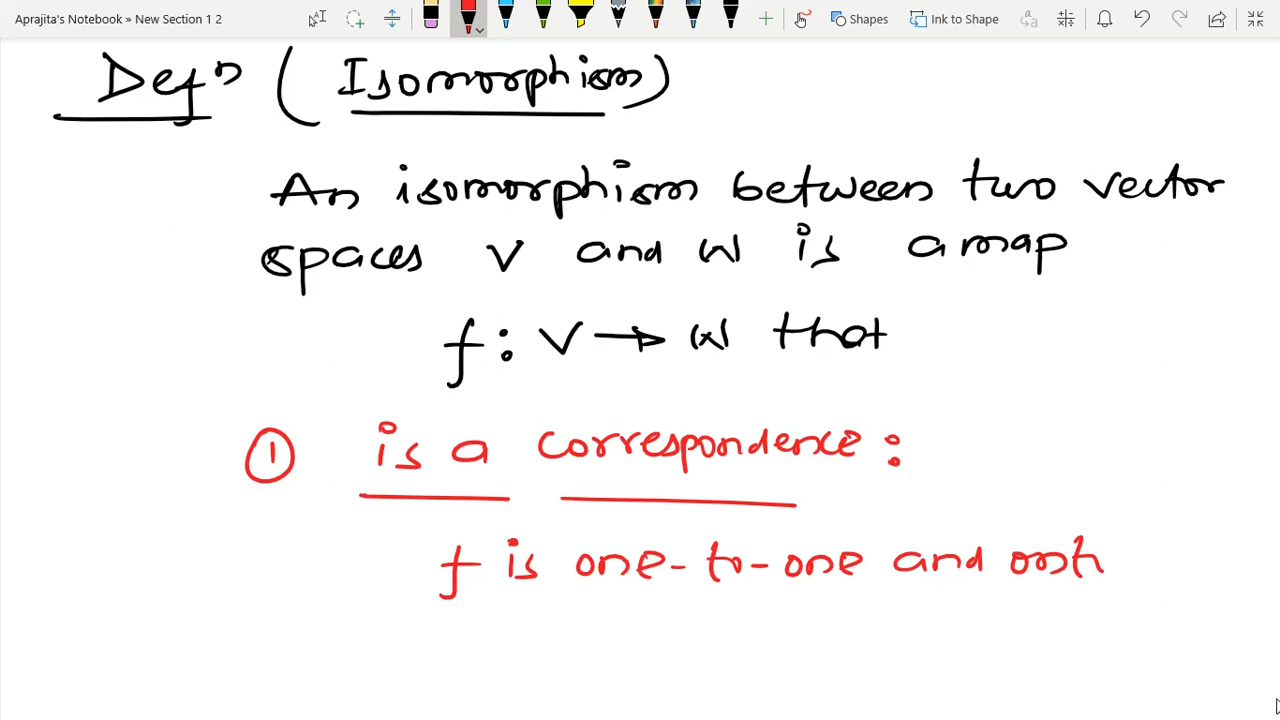 Aprajita's Notebook » New Section 1 2
Shapes
Ink to Shape
Defⁿ (Isomorphism)
An isomorphism between two vector
spaces V and W is a map
f : V → W that
① is a correspondence :
f is one-to-one and ont